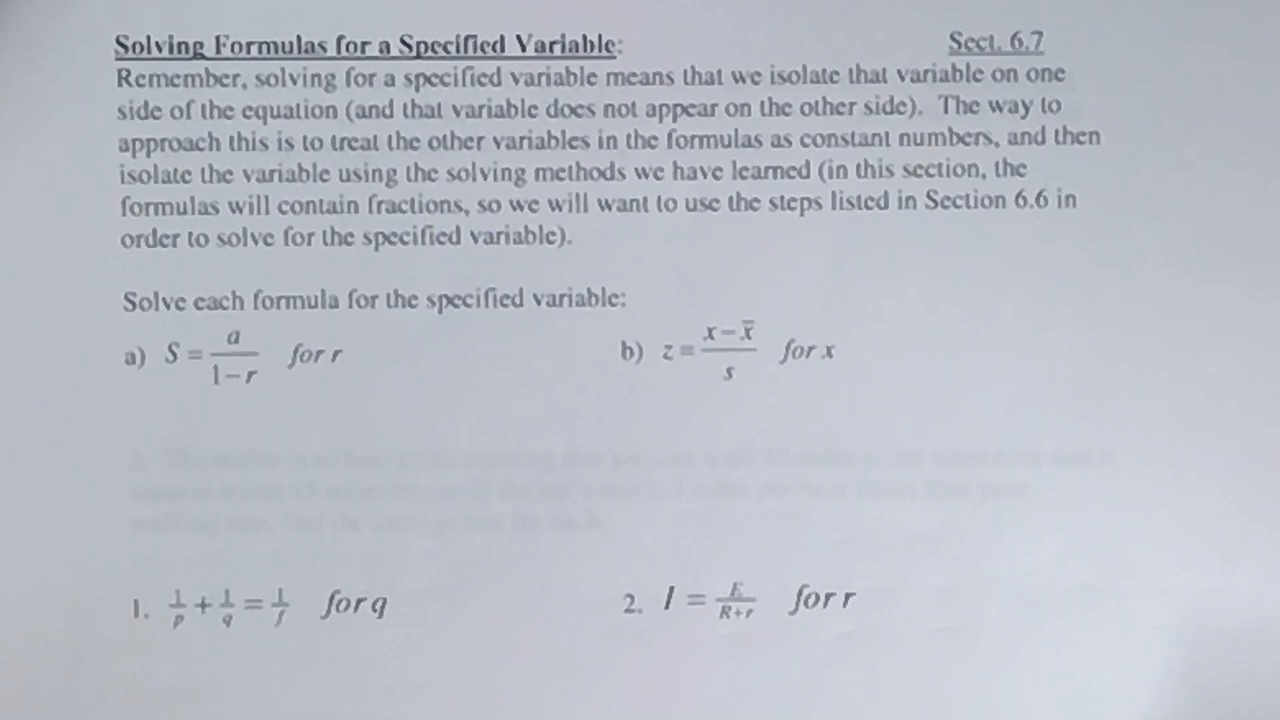 Solving Formulas for a Specified Variable: Sect. 6.7
Remember, solving for a specified variable means that we isolate that variable on one
side of the equation (and that variable does not appear on the other side). The way to
approach this is to treat the other variables in the formulas as constant numbers, and then
isolate the variable using the solving methods we have learned (in this section, the
formulas will contain fractions, so we will want to use the steps listed in Section 6.6 in
order to solve for the specified variable).
Solve each formula for the specified variable:
a) S = a/(1-r) for r b) z = (x-x̄)/s for x
1. 1/p + 1/q = 1/f for q 2. I = E/(R+r) for r